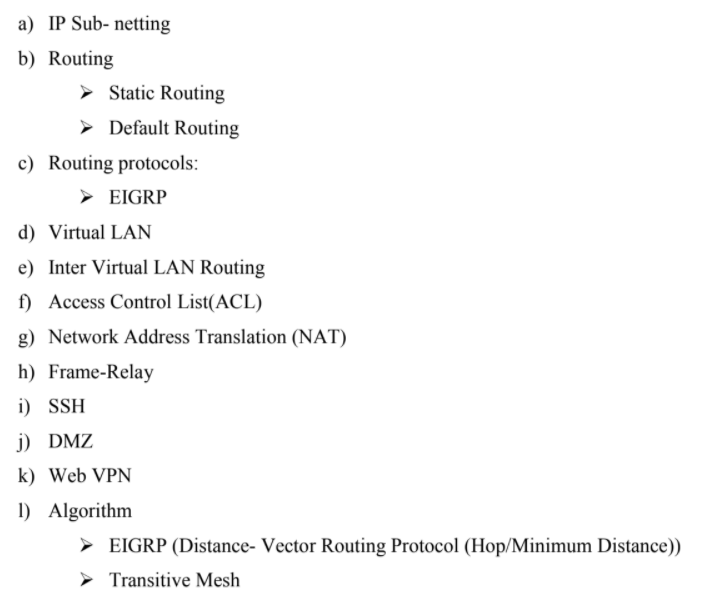 a) IP Sub- netting
b) Routing
➢ Static Routing
➢ Default Routing
c) Routing protocols:
➢ EIGRP
d) Virtual LAN
e) Inter Virtual LAN Routing
f) Access Control List(ACL)
g) Network Address Translation (NAT)
h) Frame-Relay
i) SSH
j) DMZ
k) Web VPN
l) Algorithm
➢ EIGRP (Distance- Vector Routing Protocol (Hop/Minimum Distance))
➢ Transitive Mesh